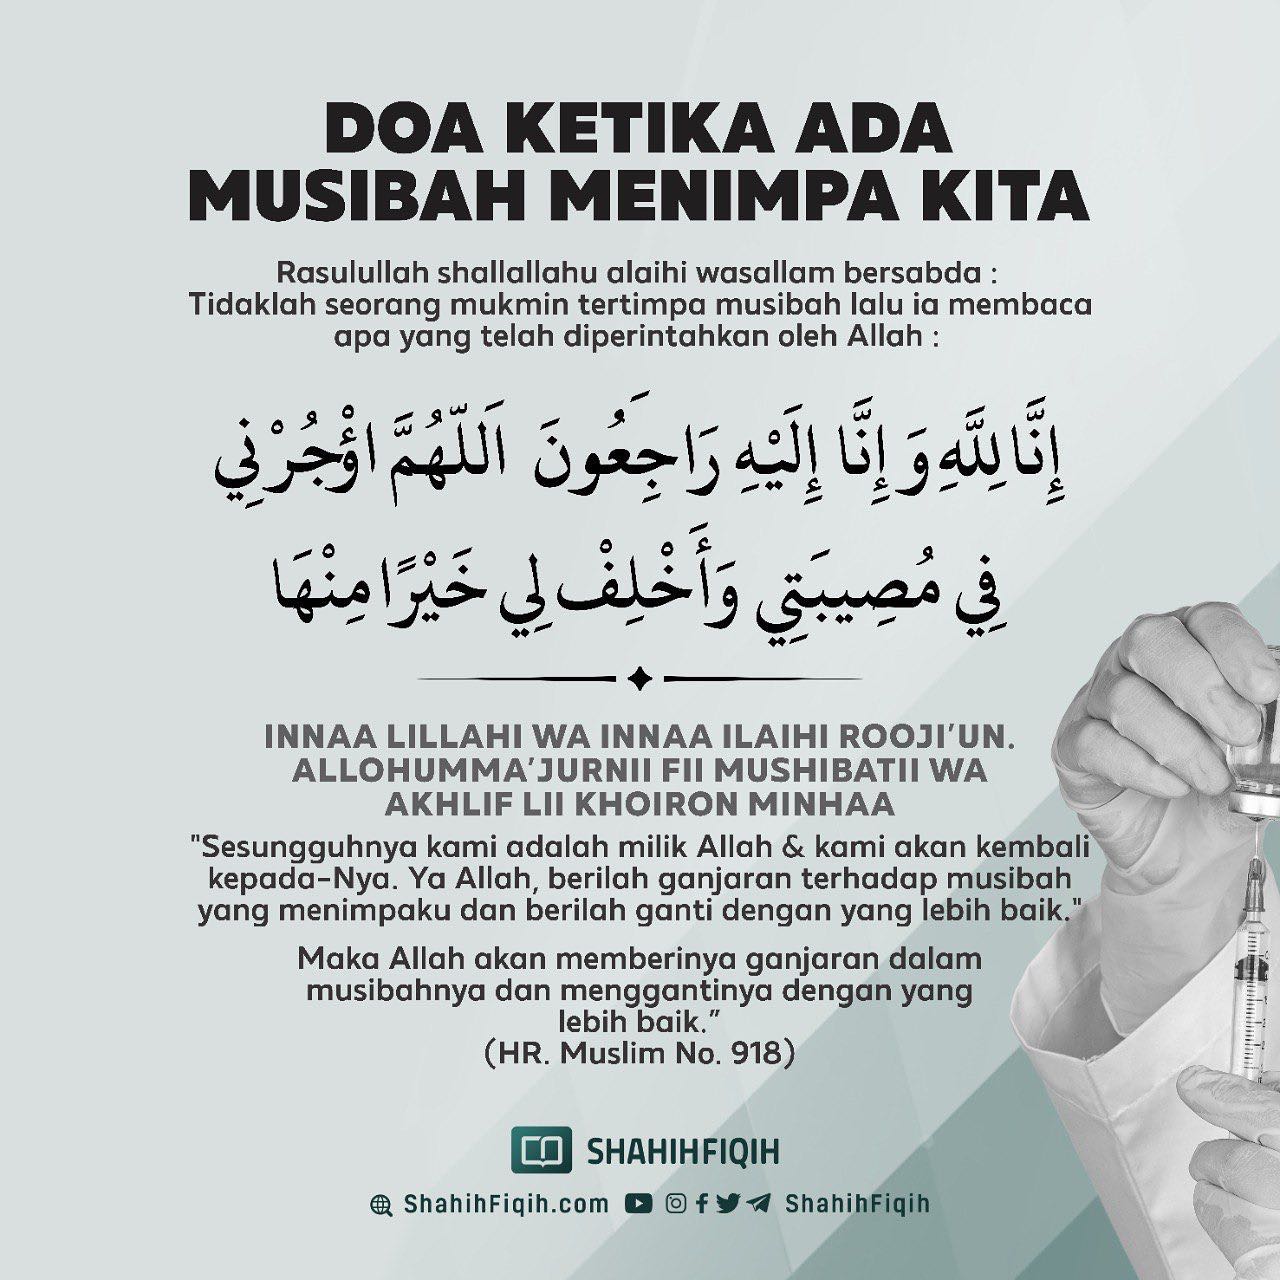 DOA KETIKA ADA
MUSIBAH MENIMPA KITA
Rasulullah shallallahu alaihi wasallam bersabda :
Tidaklah seorang mukmin tertimpa musibah lalu ia membaca
apa yang telah diperintahkan oleh Allah :
إِنَّا لِلَّهِ وَ إِنَّا إِلَيْهِ رَاجِعُونَ اَللّهُمَّ اؤْجُرْنِي
فِي مُصِيبَتِي وَأَخْلِفْ لِي خَيْرًا مِنْهَا
INNAA LILLAHI WA INNAA ILAIHI ROOJI'UN.
ALLOHUMMA'JURNII FII MUSHIBATII WA
AKHLIF LII KHOIRON MINHAA
"Sesungguhnya kami adalah milik Allah & kami akan kembali
kepada-Nya. Ya Allah, berilah ganjaran terhadap musibah
yang menimpaku dan berilah ganti dengan yang lebih baik."
Maka Allah akan memberinya ganjaran dalam
musibahnya dan menggantinya dengan yang
lebih baik."
(HR. Muslim No. 918)
SHAHIHFIQIH
ShahihFiqih.com ShahihFiqih